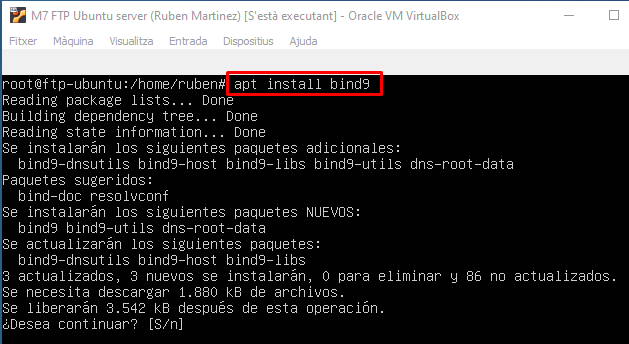 M7 FTP Ubuntu server (Ruben Martinez) [S'està executant] - Oracle VM VirtualBox
Fitxer Màquina Visualitza Entrada Dispositius Ajuda
root@ftp-ubuntu:/home/ruben# apt install bind9
Reading package lists... Done
Building dependency tree... Done
Reading state information... Done
Se instalarán los siguientes paquetes adicionales:
bind9-dnsutils bind9-host bind9-libs bind9-utils dns-root-data
Paquetes sugeridos:
bind-doc resolvconf
Se instalarán los siguientes paquetes NUEVOS:
bind9 bind9-utils dns-root-data
Se actualizarán los siguientes paquetes:
bind9-dnsutils bind9-host bind9-libs
3 actualizados, 3 nuevos se instalarán, 0 para eliminar y 86 no actualizados.
Se necesita descargar 1.880 kB de archivos.
Se liberarán 3.542 kB después de esta operación.
¿Desea continuar? [S/n]